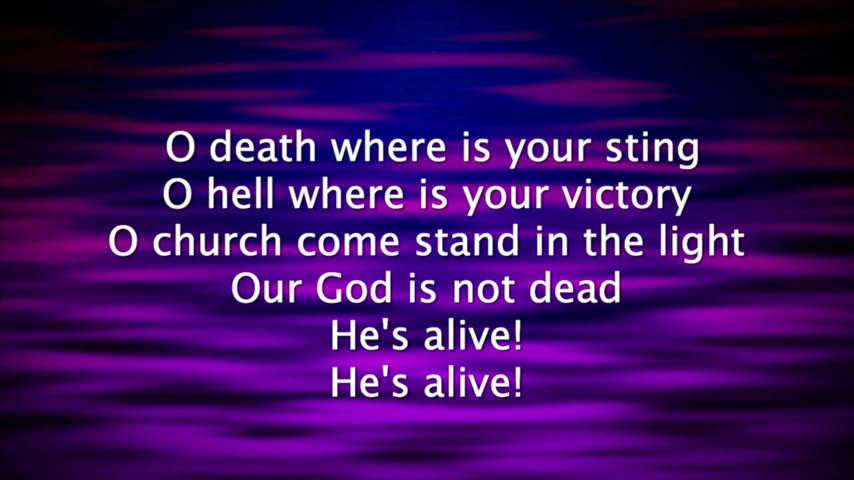 O death where is your sting
O hell where is your victory
O church come stand in the light
Our God is not dead
He's alive!
He's alive!